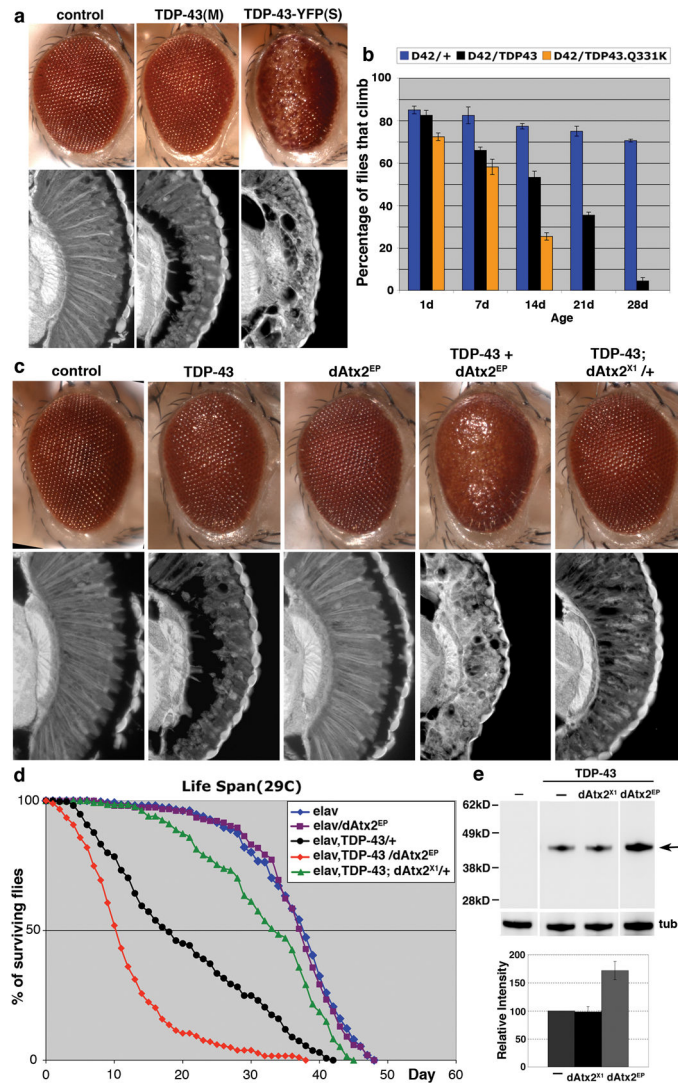 a
control TDP-43(M) TDP-43-YFP(S)
b
D42/+ D42/TDP43 D42/TDP43.Q331K
Percentage of flies that climb
100
80
60
40
20
0
1d 7d 14d 21d 28d
Age
c
control TDP-43 dAtx2EP TDP-43 + dAtx2EP TDP-43; dAtx2X1/+
d
Life Span(29C)
% of surviving flies
100
50
0
0 10 20 30 40 50 60
Day
elav
elav/dAtx2EP
elav,TDP-43/+
elav,TDP-43 /dAtx2EP
elav,TDP-43; dAtx2X1/+
e
TDP-43
– – dAtx2X1 dAtx2EP
62kD
49kD
38kD
28kD
tub
Relative Intensity
200
150
100
50
0
– dAtx2X1 dAtx2EP